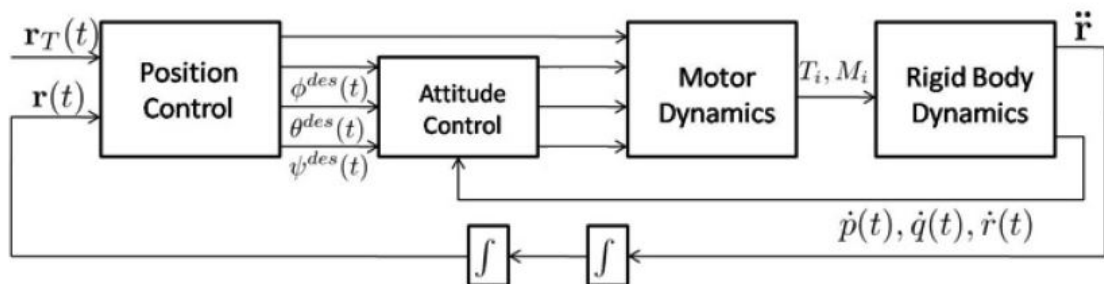 r_T(t)
r(t)
Position
Control
ϕ^{des}(t)
θ^{des}(t)
ψ^{des}(t)
Attitude
Control
Motor
Dynamics
T_i, M_i
Rigid Body
Dynamics
r̈
ṗ(t), q̇(t), ṙ(t)
∫
∫